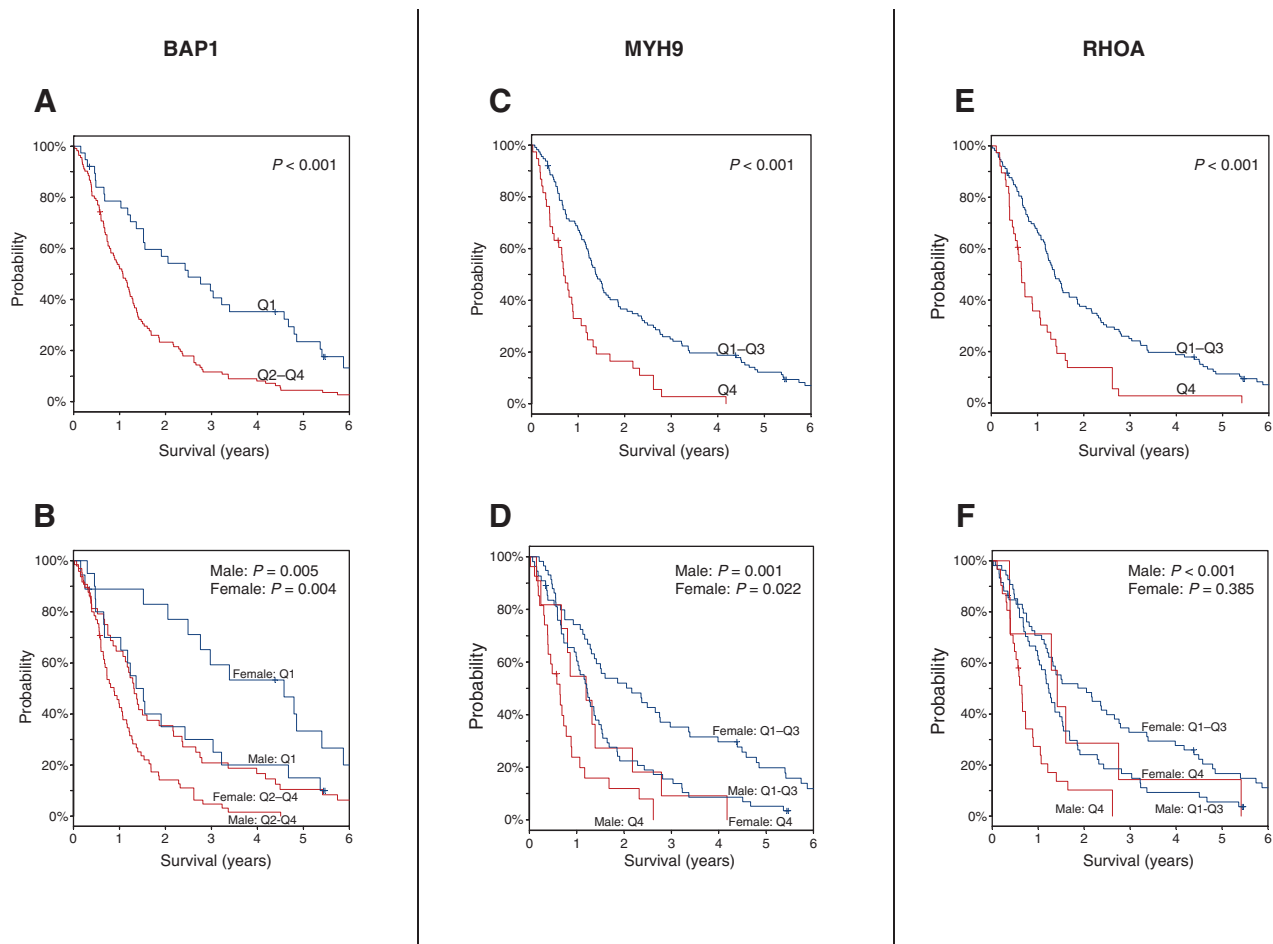 BAP1
MYH9
RHOA
A
100%
80%
60%
40%
20%
0%
Probability
P < 0.001
Q1
Q2–Q4
0 1 2 3 4 5 6
Survival (years)
B
100%
80%
60%
40%
20%
0%
Probability
Male: P = 0.005
Female: P = 0.004
Female: Q1
Male: Q1
Female: Q2–Q4
Male: Q2-Q4
0 1 2 3 4 5 6
Survival (years)
C
100%
80%
60%
40%
20%
0%
Probability
P < 0.001
Q1–Q3
Q4
0 1 2 3 4 5 6
Survival (years)
D
100%
80%
60%
40%
20%
0%
Probability
Male: P = 0.001
Female: P = 0.022
Female: Q1–Q3
Male: Q1-Q3
Male: Q4
Female: Q4
0 1 2 3 4 5 6
Survival (years)
E
100%
80%
60%
40%
20%
0%
Probability
P < 0.001
Q1–Q3
Q4
0 1 2 3 4 5 6
Survival (years)
F
100%
80%
60%
40%
20%
0%
Probability
Male: P < 0.001
Female: P = 0.385
Female: Q1–Q3
Female: Q4
Male: Q4
Male: Q1-Q3
0 1 2 3 4 5 6
Survival (years)